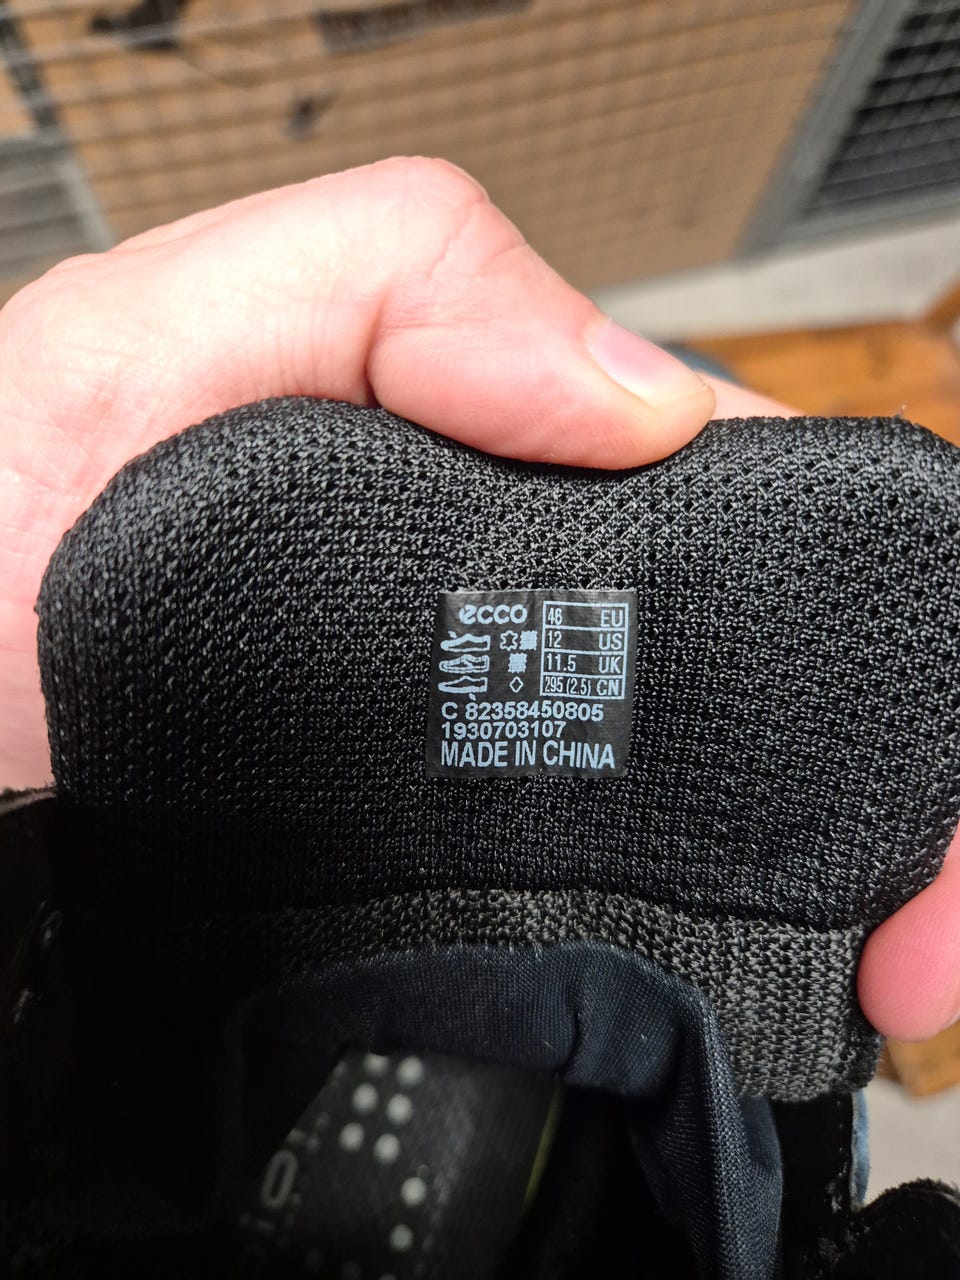 ecco
46 EU
12 US
11.5 UK
295 (2.5) CN
C 82358450805
1930703107
MADE IN CHINA